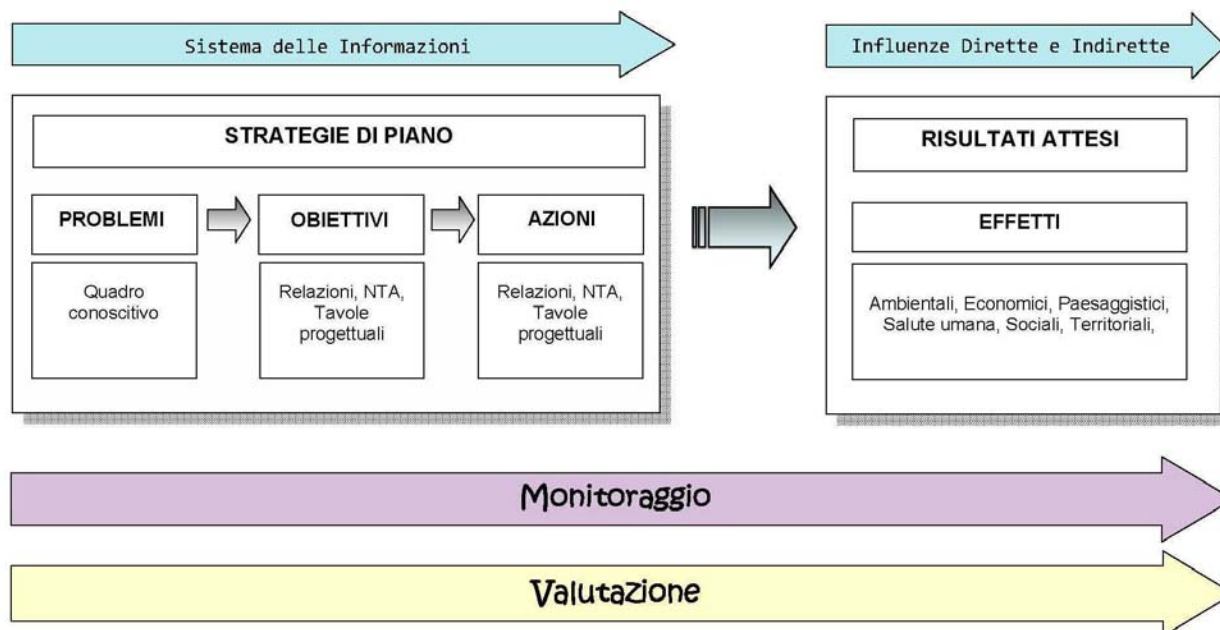 Sistema delle Informazioni
Influenze Dirette e Indirette
STRATEGIE DI PIANO
PROBLEMI
OBIETTIVI
AZIONI
Quadro
conoscitivo
Relazioni, NTA,
Tavole
progettuali
Relazioni, NTA,
Tavole
progettuali
RISULTATI ATTESI
EFFETTI
Ambientali, Economici, Paesaggistici,
Salute umana, Sociali, Territoriali,
Monitoraggio
Valutazione